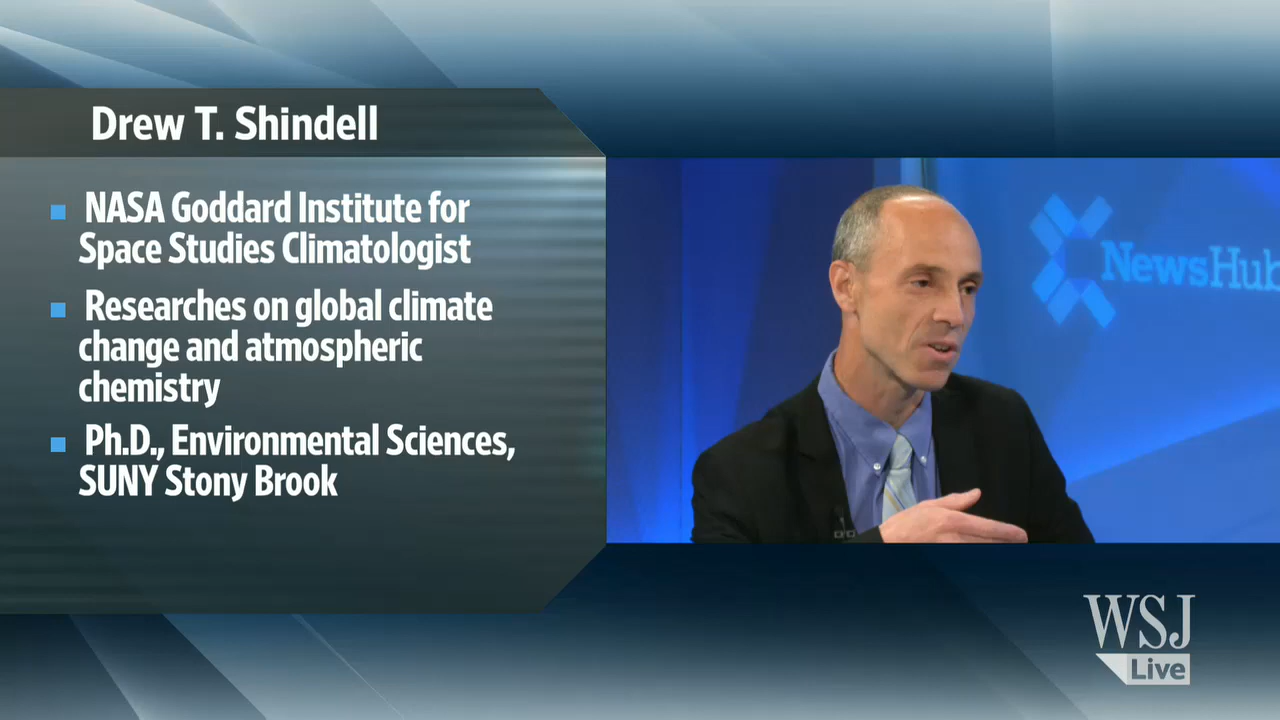 Drew T. Shindell
NASA Goddard Institute for
Space Studies Climatologist
Researches on global climate
change and atmospheric
chemistry
Ph.D., Environmental Sciences,
SUNY Stony Brook
NewsHub
WSJ
Live